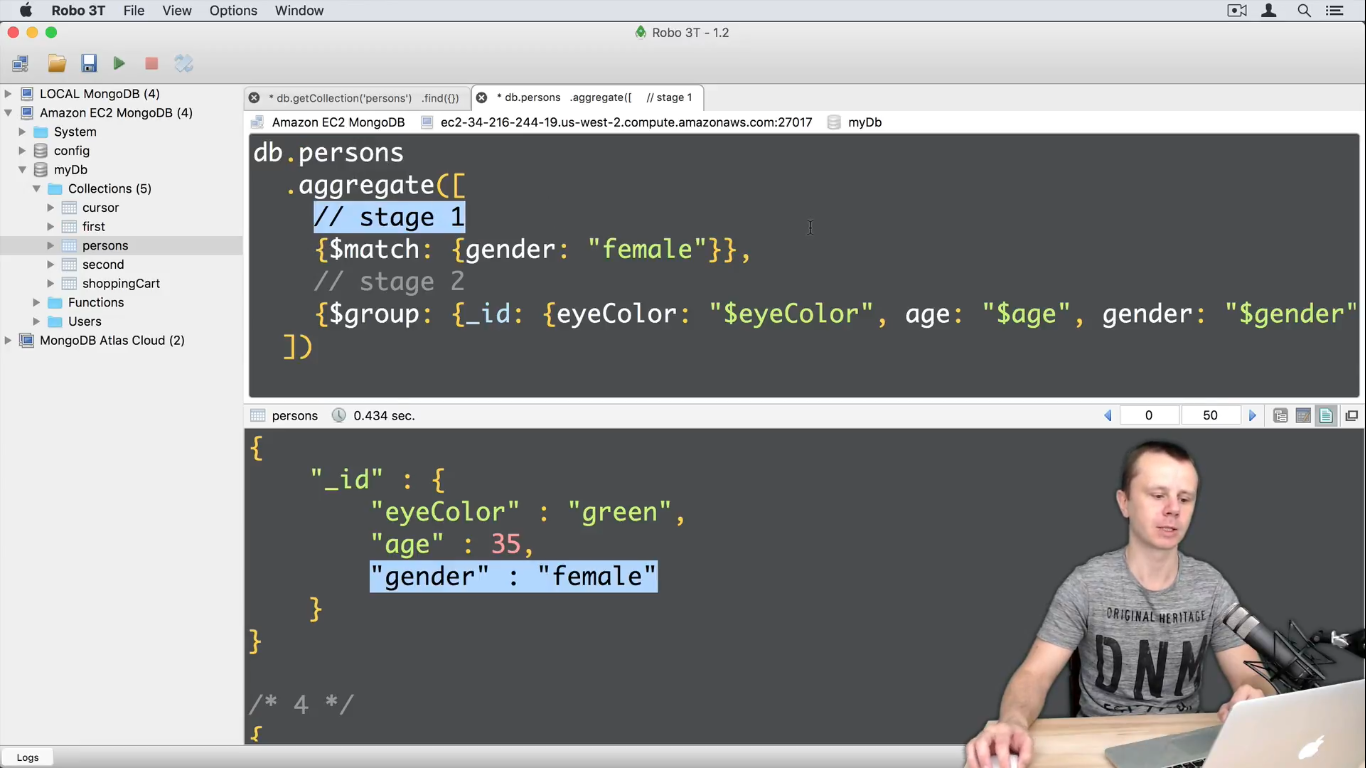 Robo 3T File View Options Window
Robo 3T - 1.2
LOCAL MongoDB (4)
Amazon EC2 MongoDB (4)
System
config
myDb
Collections (5)
cursor
first
persons
second
shoppingCart
Functions
Users
MongoDB Atlas Cloud (2)
* db.getCollection('persons') .find({})
* db.persons .aggregate([ // stage 1
Amazon EC2 MongoDB ec2-34-216-244-19.us-west-2.compute.amazonaws.com:27017 myDb
db.persons
.aggregate([
// stage 1
{$match: {gender: "female"}},
// stage 2
{$group: {_id: {eyeColor: "$eyeColor", age: "$age", gender: "$gender"
])
persons 0.434 sec. 0 50
{
"_id" : {
"eyeColor" : "green",
"age" : 35,
"gender" : "female"
}
}
/* 4 */
{
ORIGINAL HERITAGE
DNM
Logs